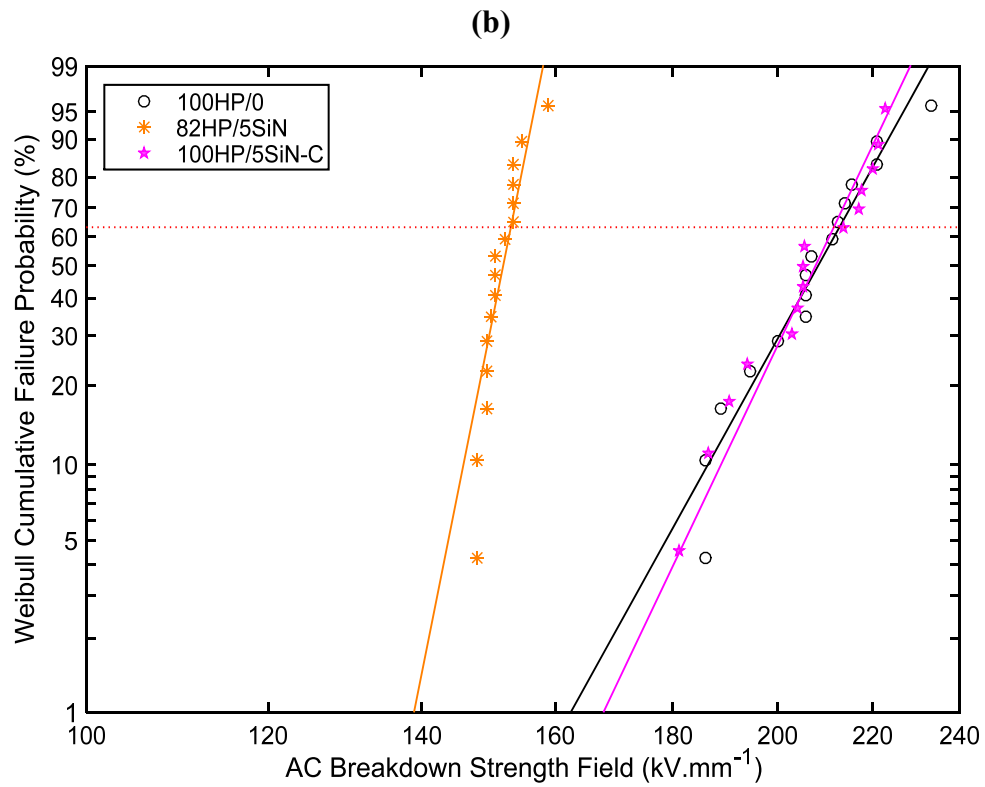 (b)
99
95
90
80
70
60
50
40
30
20
10
5
1
Weibull Cumulative Failure Probability (%)
100HP/0
82HP/5SiN
100HP/5SiN-C
100 120 140 160 180 200 220 240
AC Breakdown Strength Field (kV.mm⁻¹)